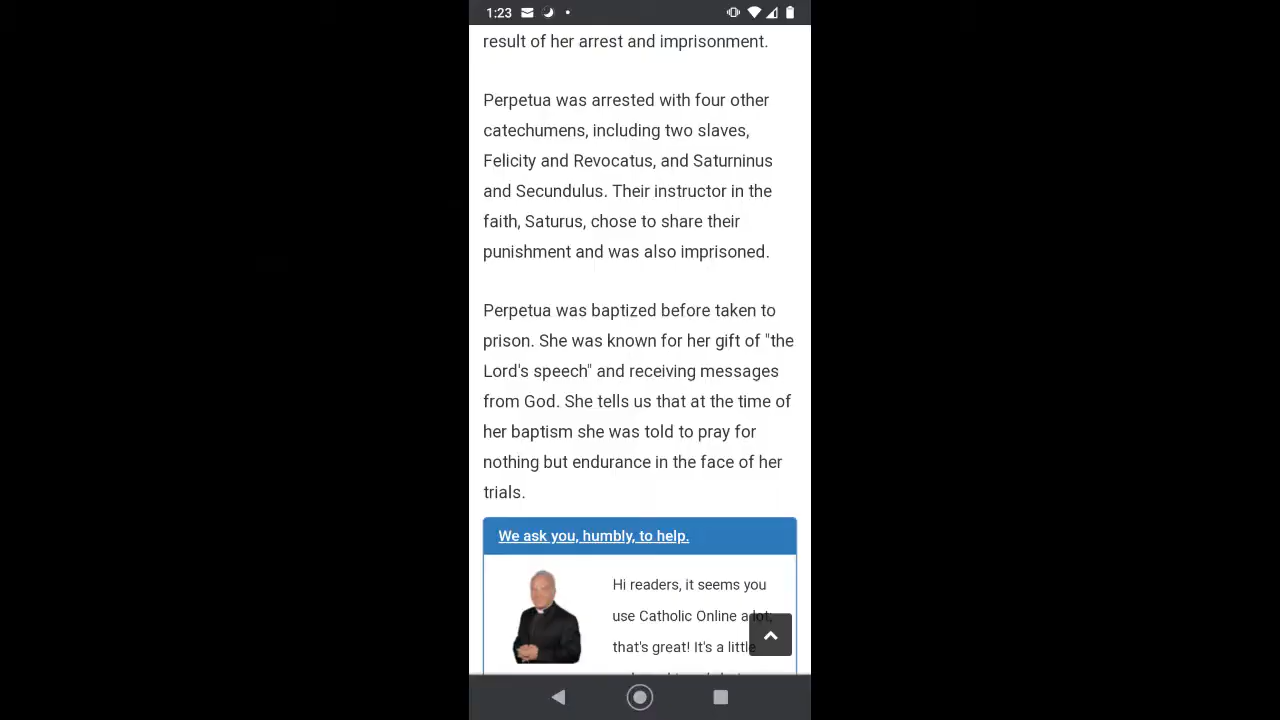 1:23
result of her arrest and imprisonment.
Perpetua was arrested with four other
catechumens, including two slaves,
Felicity and Revocatus, and Saturninus
and Secundulus. Their instructor in the
faith, Saturus, chose to share their
punishment and was also imprisoned.
Perpetua was baptized before taken to
prison. She was known for her gift of "the
Lord's speech" and receiving messages
from God. She tells us that at the time of
her baptism she was told to pray for
nothing but endurance in the face of her
trials.
We ask you, humbly, to help.
Hi readers, it seems you
use Catholic Online a lot;
that's great! It's a little